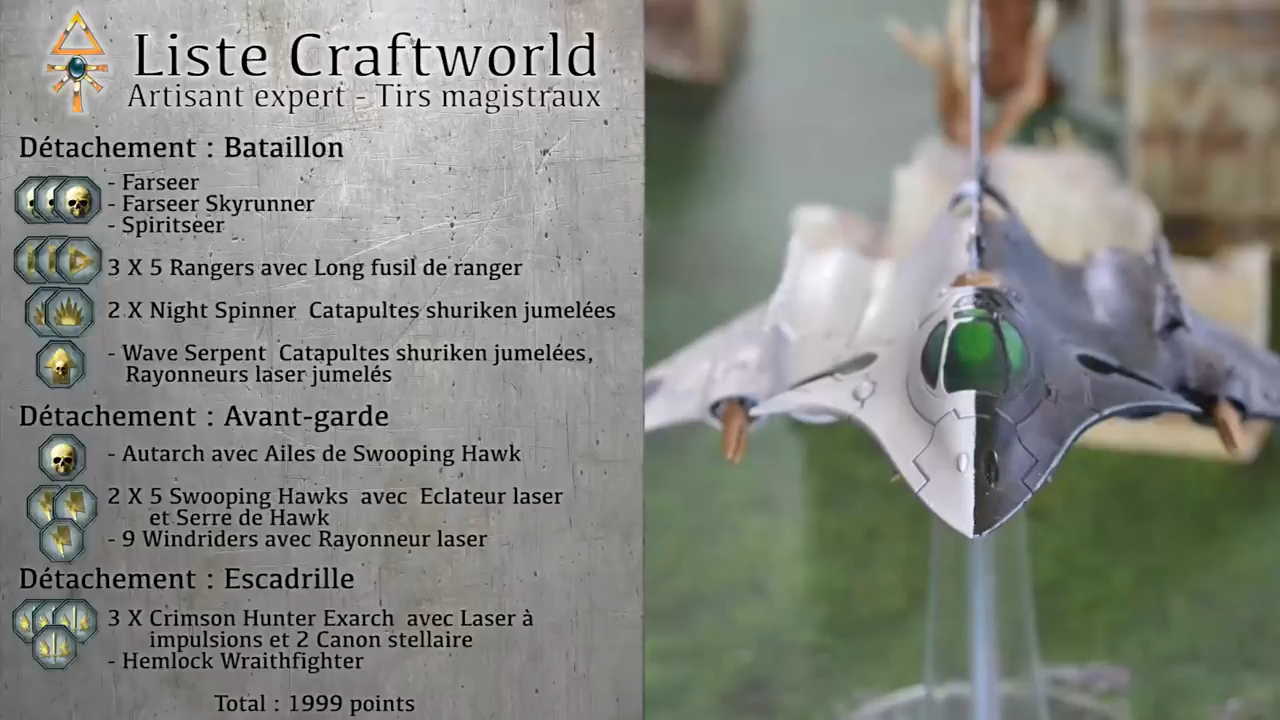 Liste Craftworld
Artisant expert - Tirs magistraux
Détachement : Bataillon
- Farseer
- Farseer Skyrunner
- Spiritseer
3 X 5 Rangers avec Long fusil de ranger
2 X Night Spinner Catapultes shuriken jumelées
- Wave Serpent Catapultes shuriken jumelées,
Rayonneurs laser jumelés
Détachement : Avant-garde
- Autarch avec Ailes de Swooping Hawk
2 X 5 Swooping Hawks avec Eclateur laser
et Serre de Hawk
- 9 Windriders avec Rayonneur laser
Détachement : Escadrille
3 X Crimson Hunter Exarch avec Laser à
impulsions et 2 Canon stellaire
- Hemlock Wraithfighter
Total : 1999 points